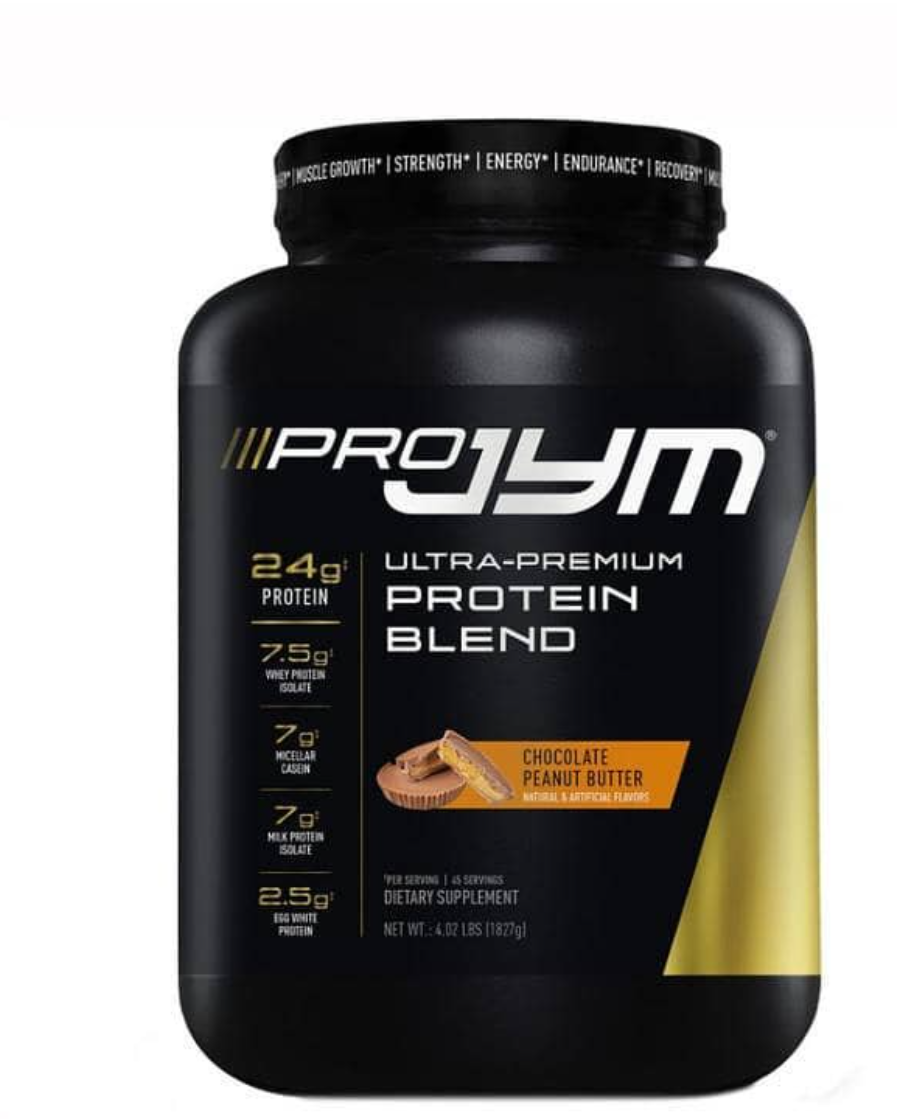 MUSCLE GROWTH* | STRENGTH* | ENERGY* | ENDURANCE* | RECOVERY* |
///PRO JYM®
24g‡
PROTEIN
7.5g‡
WHEY PROTEIN
ISOLATE
7g‡
MICELLAR
CASEIN
7g‡
MILK PROTEIN
ISOLATE
2.5g‡
EGG WHITE
PROTEIN
ULTRA-PREMIUM
PROTEIN
BLEND
CHOCOLATE
PEANUT BUTTER
NATURAL & ARTIFICIAL FLAVORS
‡PER SERVING | 45 SERVINGS
DIETARY SUPPLEMENT
NET WT.: 4.02 LBS (1827g)